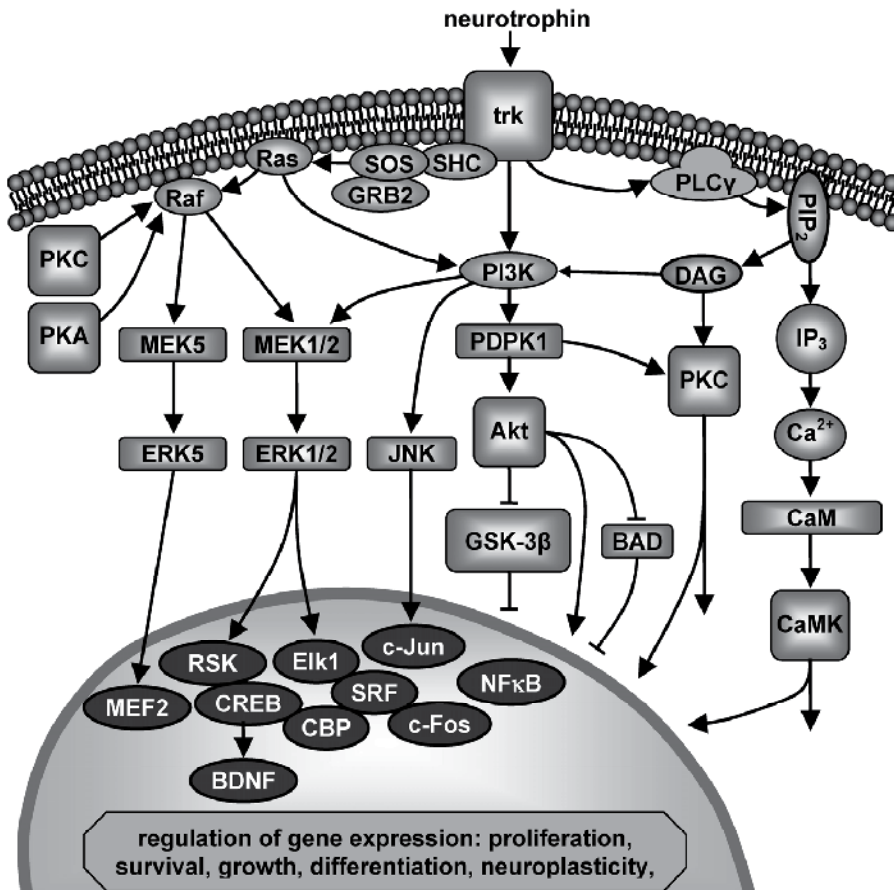 neurotrophin
trk
Ras
SOS
SHC
GRB2
PLCγ
PIP₂
Raf
PKC
PKA
PI3K
DAG
IP₃
MEK5
MEK1/2
PDPK1
PKC
Akt
Ca²⁺
ERK5
ERK1/2
JNK
CaM
GSK-3β
BAD
CaMK
c-Jun
RSK
Elk1
SRF
NFκB
MEF2
CREB
CBP
c-Fos
BDNF
regulation of gene expression: proliferation,
survival, growth, differentiation, neuroplasticity,